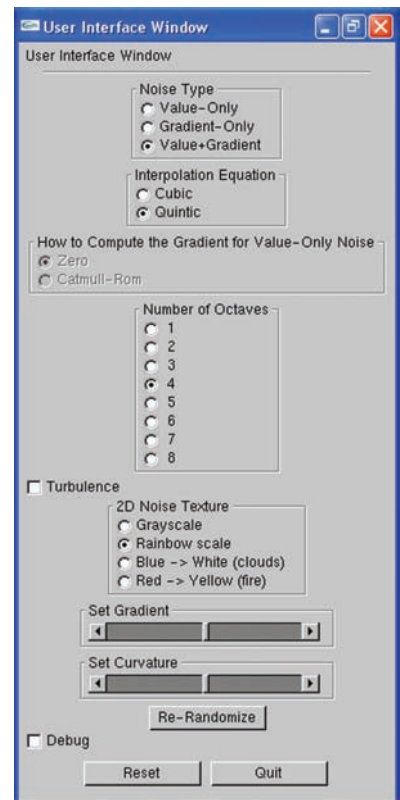 User Interface Window
User Interface Window
Noise Type
Value-Only
Gradient-Only
Value+Gradient
Interpolation Equation
Cubic
Quintic
How to Compute the Gradient for Value-Only Noise
Zero
Catmull-Rom
Number of Octaves
1
2
3
4
5
6
7
8
Turbulence
2D Noise Texture
Grayscale
Rainbow scale
Blue -> White (clouds)
Red -> Yellow (fire)
Set Gradient
Set Curvature
Re-Randomize
Debug
Reset Quit